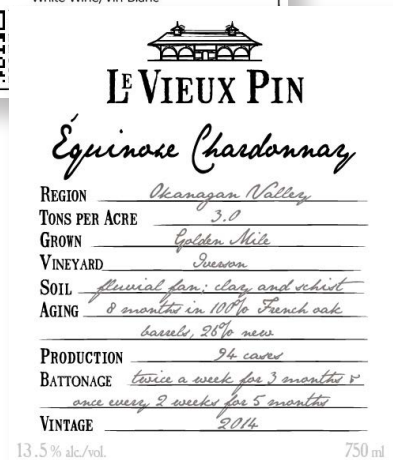 White Wine/Vin Blanc
LE VIEUX PIN
Équinoxe Chardonnay
REGION Okanagan Valley
TONS PER ACRE 3.0
GROWN Golden Mile
VINEYARD Iverson
SOIL fluvial fan; clay and schist
AGING 8 months in 100% French oak
barrels, 26% new
PRODUCTION 94 cases
BATTONAGE twice a week for 3 months &
once every 2 weeks for 5 months
VINTAGE 2014
13.5% alc./vol. 750 ml